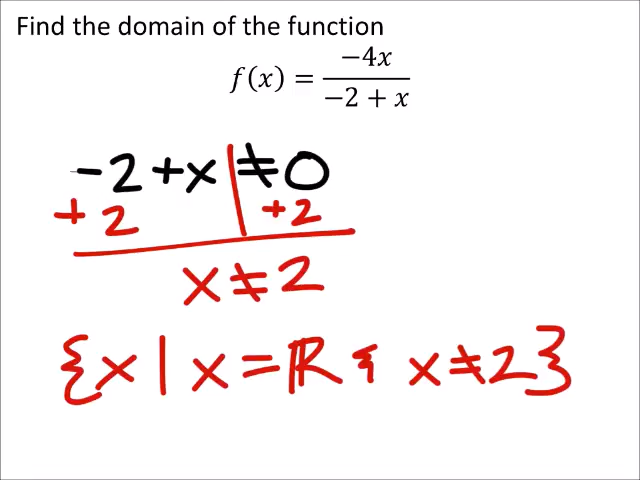 Find the domain of the function
f(x) = −4x / −2 + x
-2 + x ≠ 0
+ 2 + 2
x ≠ 2
{x | x = ℝ & x ≠ 2}